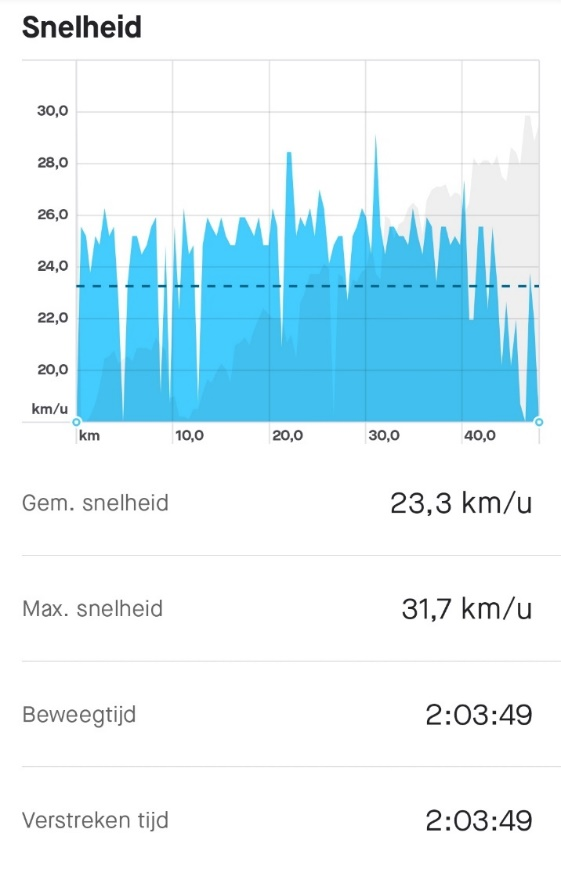 Snelheid
30,0
28,0
26,0
24,0
22,0
20,0
km/u
km 10,0 20,0 30,0 40,0
Gem. snelheid 23,3 km/u
Max. snelheid 31,7 km/u
Beweegtijd 2:03:49
Verstreken tijd 2:03:49